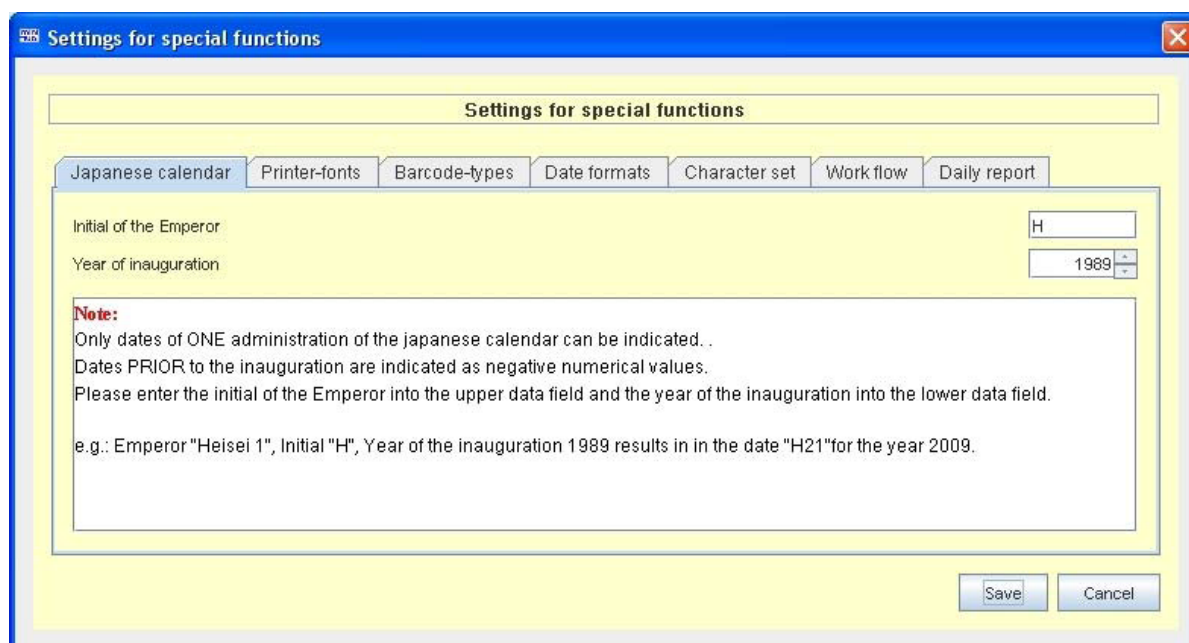 Settings for special functions
Settings for special functions
Japanese calendar Printer-fonts Barcode-types Date formats Character set Work flow Daily report
Initial of the Emperor H
Year of inauguration 1989
Note:
Only dates of ONE administration of the japanese calendar can be indicated. .
Dates PRIOR to the inauguration are indicated as negative numerical values.
Please enter the initial of the Emperor into the upper data field and the year of the inauguration into the lower data field.
e.g.: Emperor "Heisei 1", Initial "H", Year of the inauguration 1989 results in in the date "H21"for the year 2009.
Save Cancel